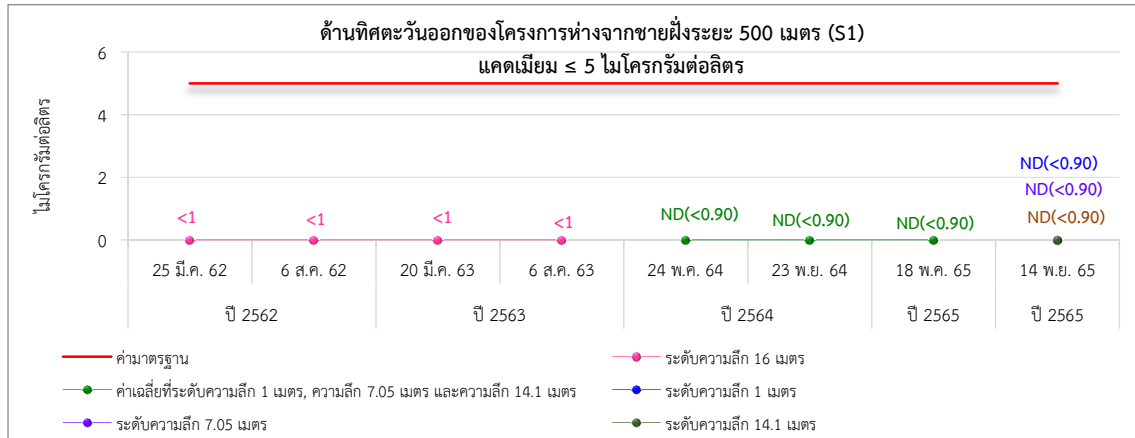 ด้านทิศตะวันออกของโครงการห่างจากชายฝั่งระยะ 500 เมตร (S1)
แคดเมียม ≤ 5 ไมโครกรัมต่อลิตร
ไมโครกรัมต่อลิตร
6
4
2
0
ND(<0.90)
ND(<0.90)
ND(<0.90)
<1
<1
<1
<1
ND(<0.90)
ND(<0.90)
ND(<0.90)
25 มี.ค. 62
6 ส.ค. 62
20 มี.ค. 63
6 ส.ค. 63
24 พ.ค. 64
23 พ.ย. 64
18 พ.ค. 65
14 พ.ย. 65
ปี 2562
ปี 2563
ปี 2564
ปี 2565
ปี 2565
ค่ามาตรฐาน
ระดับความลึก 16 เมตร
ค่าเฉลี่ยที่ระดับความลึก 1 เมตร, ความลึก 7.05 เมตร และความลึก 14.1 เมตร
ระดับความลึก 1 เมตร
ระดับความลึก 7.05 เมตร
ระดับความลึก 14.1 เมตร